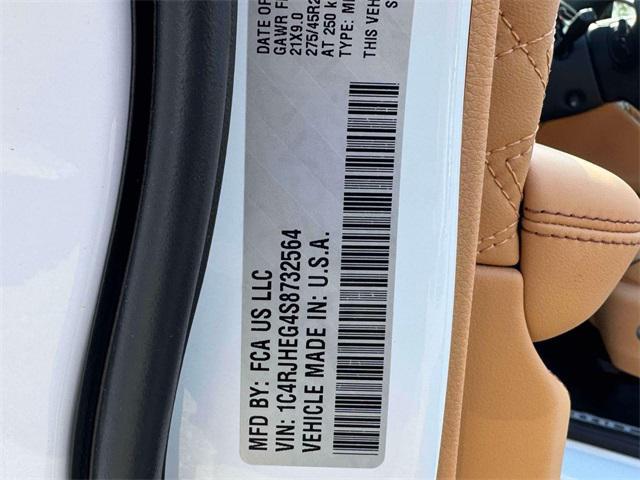 MFD BY: FCA US LLC
VIN: 1C4RJHEG4S8732564
VEHICLE MADE IN: U.S.A.
DATE OF
GAWR
21X9.0
275/45R2
AT 250 k
TYPE:
THIS